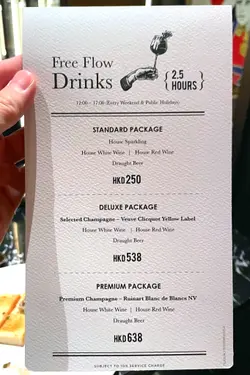 Free Flow
Drinks
{ 2.5 HOURS }
12:00 - 17:00 (Every Weekend & Public Holidays)
STANDARD PACKAGE
House Sparkling
House White Wine | House Red Wine
Draught Beer
HKD250
DELUXE PACKAGE
Selected Champagne - Veuve Clicquot Yellow Label
House White Wine | House Red Wine
Draught Beer
HKD538
PREMIUM PACKAGE
Premium Champagne - Ruinart Blanc de Blancs NV
House White Wine | House Red Wine
Draught Beer
HKD638
SUBJECT TO 10% SERVICE CHARGE